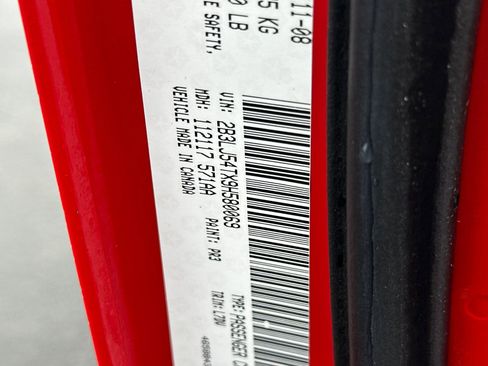 11-08
5 KG
0 LB
E SAFETY,
VIN: 2B3LJ54TX9H580069
TYPE: PASSENGER C
MDH: 112117 571AA
PAINT: PR3
TRIM: L7DV
VEHICLE MADE IN CANADA